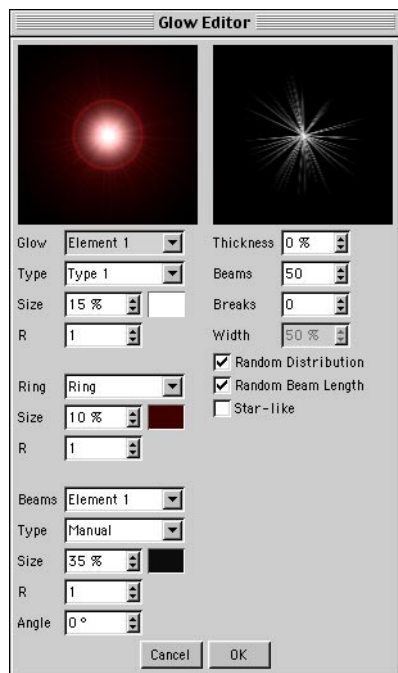 Glow Editor
Glow Element 1
Type Type 1
Size 15 %
R 1
Ring Ring
Size 10 %
R 1
Beams Element 1
Type Manual
Size 35 %
R 1
Angle 0 °
Thickness 0 %
Beams 50
Breaks 0
Width 50 %
Random Distribution
Random Beam Length
Star-like
Cancel OK